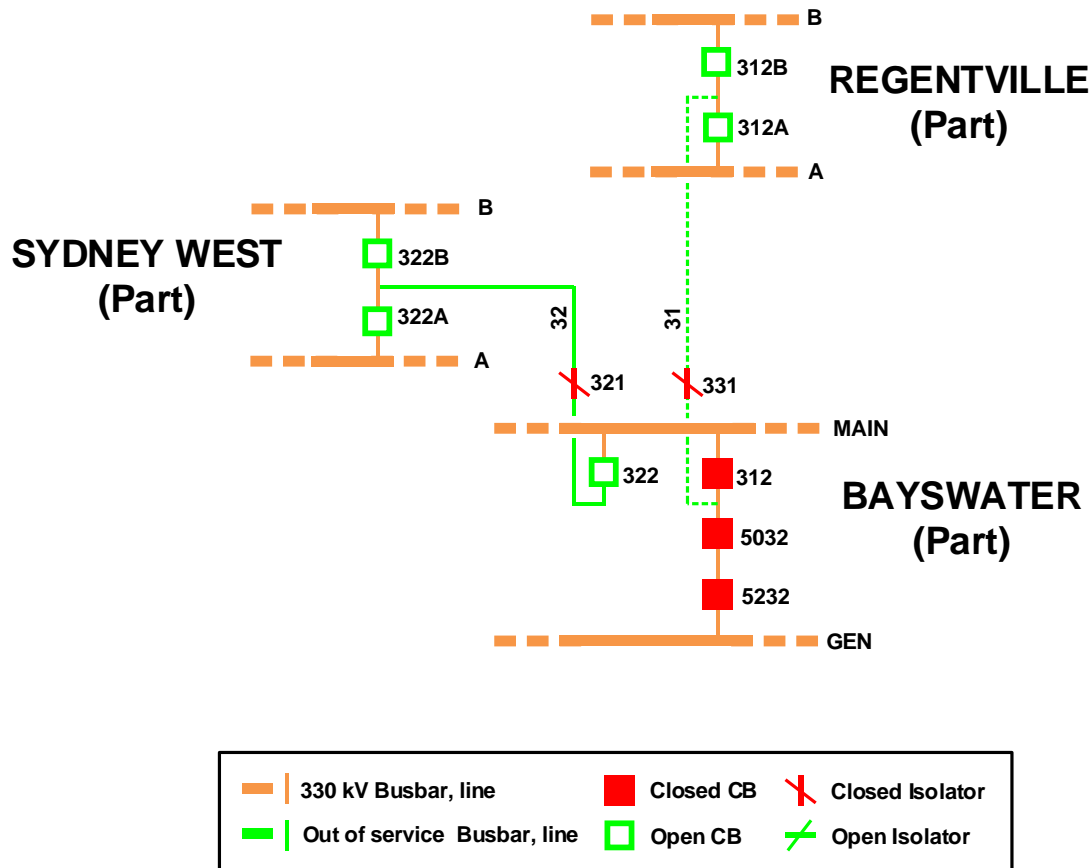 B
312B
REGENTVILLE
(Part)
312A
A
B
SYDNEY WEST
(Part)
322B
322A
A
32
31
321
331
MAIN
322
312
BAYSWATER
(Part)
5032
5232
GEN
330 kV Busbar, line
Closed CB
Closed Isolator
Out of service Busbar, line
Open CB
Open Isolator